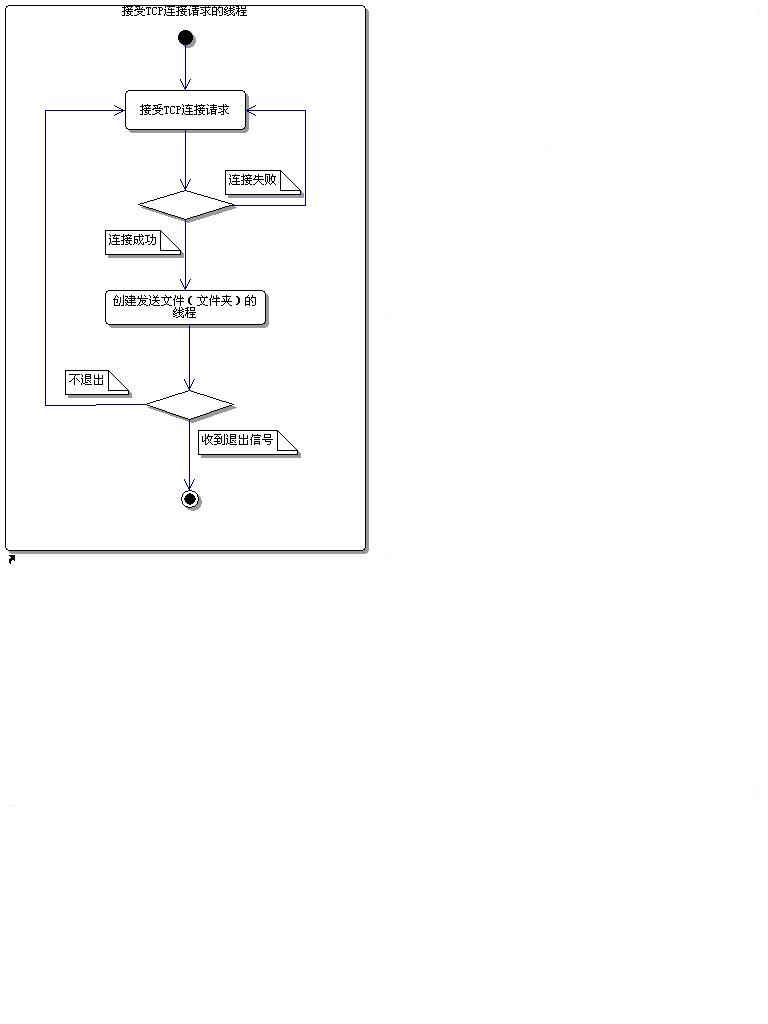 接受TCP连接请求的线程
接受TCP连接请求
连接失败
连接成功
创建发送文件（文件夹）的
线程
不退出
收到退出信号